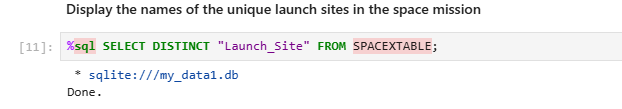 Display the names of the unique launch sites in the space mission
[11]: %sql SELECT DISTINCT "Launch_Site" FROM SPACEXTABLE;
* sqlite:///my_data1.db
Done.